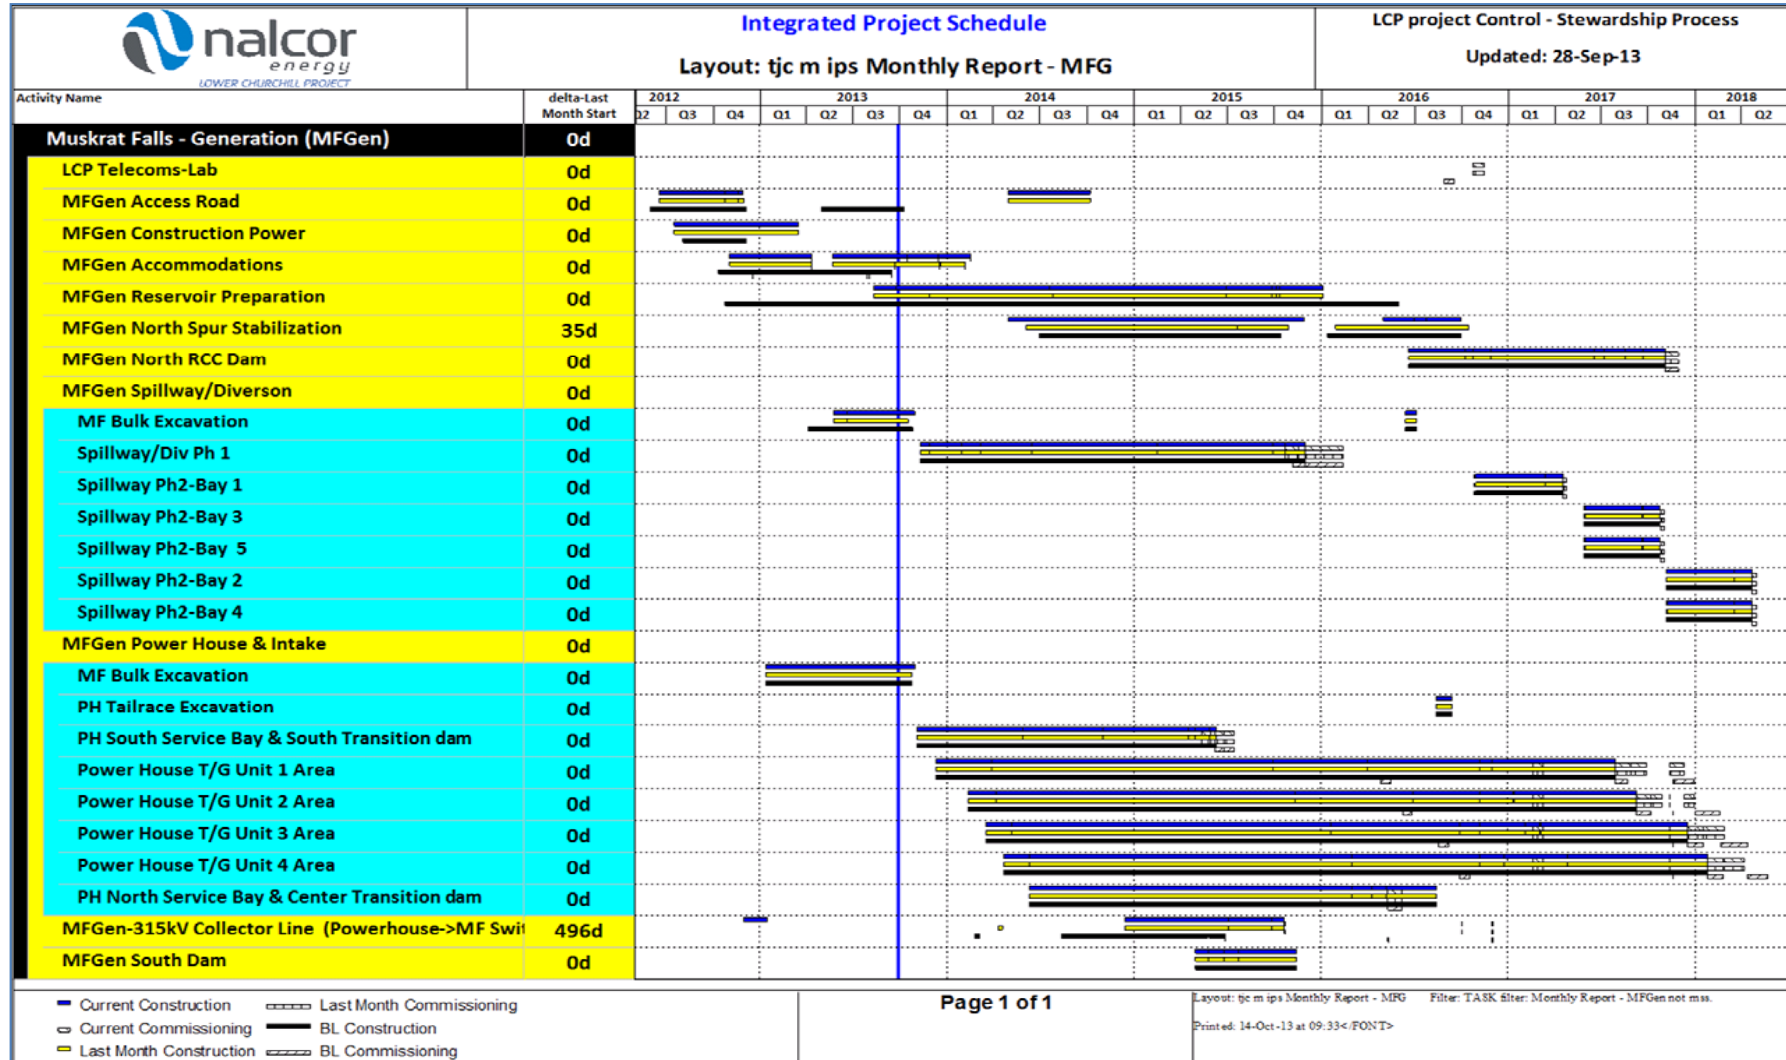 nalcor
energy
LOWER CHURCHILL PROJECT
Integrated Project Schedule
Layout: tjc m ips Monthly Report - MFG
LCP project Control - Stewardship Process
Updated: 28-Sep-13
Activity Name
delta-Last
Month Start
2012 2013 2014 2015 2016 2017 2018
Q2 Q3 Q4 Q1 Q2 Q3 Q4 Q1 Q2 Q3 Q4 Q1 Q2 Q3 Q4 Q1 Q2 Q3 Q4 Q1 Q2 Q3 Q4 Q1 Q2
Muskrat Falls - Generation (MFGen) 0d
LCP Telecoms-Lab 0d
MFGen Access Road 0d
MFGen Construction Power 0d
MFGen Accommodations 0d
MFGen Reservoir Preparation 0d
MFGen North Spur Stabilization 35d
MFGen North RCC Dam 0d
MFGen Spillway/Diverson 0d
MF Bulk Excavation 0d
Spillway/Div Ph 1 0d
Spillway Ph2-Bay 1 0d
Spillway Ph2-Bay 3 0d
Spillway Ph2-Bay 5 0d
Spillway Ph2-Bay 2 0d
Spillway Ph2-Bay 4 0d
MFGen Power House & Intake 0d
MF Bulk Excavation 0d
PH Tailrace Excavation 0d
PH South Service Bay & South Transition dam 0d
Power House T/G Unit 1 Area 0d
Power House T/G Unit 2 Area 0d
Power House T/G Unit 3 Area 0d
Power House T/G Unit 4 Area 0d
PH North Service Bay & Center Transition dam 0d
MFGen-315kV Collector Line (Powerhouse->MF Swit 496d
MFGen South Dam 0d
Current Construction
Current Commissioning
Last Month Construction
Last Month Commissioning
BL Construction
BL Commissioning
Page 1 of 1
Layout: tjc m ips Monthly Report - MFG Filter: TASK filter: Monthly Report - MFGen not mss.
Printed: 14-Oct-13 at 09:33</FONT>